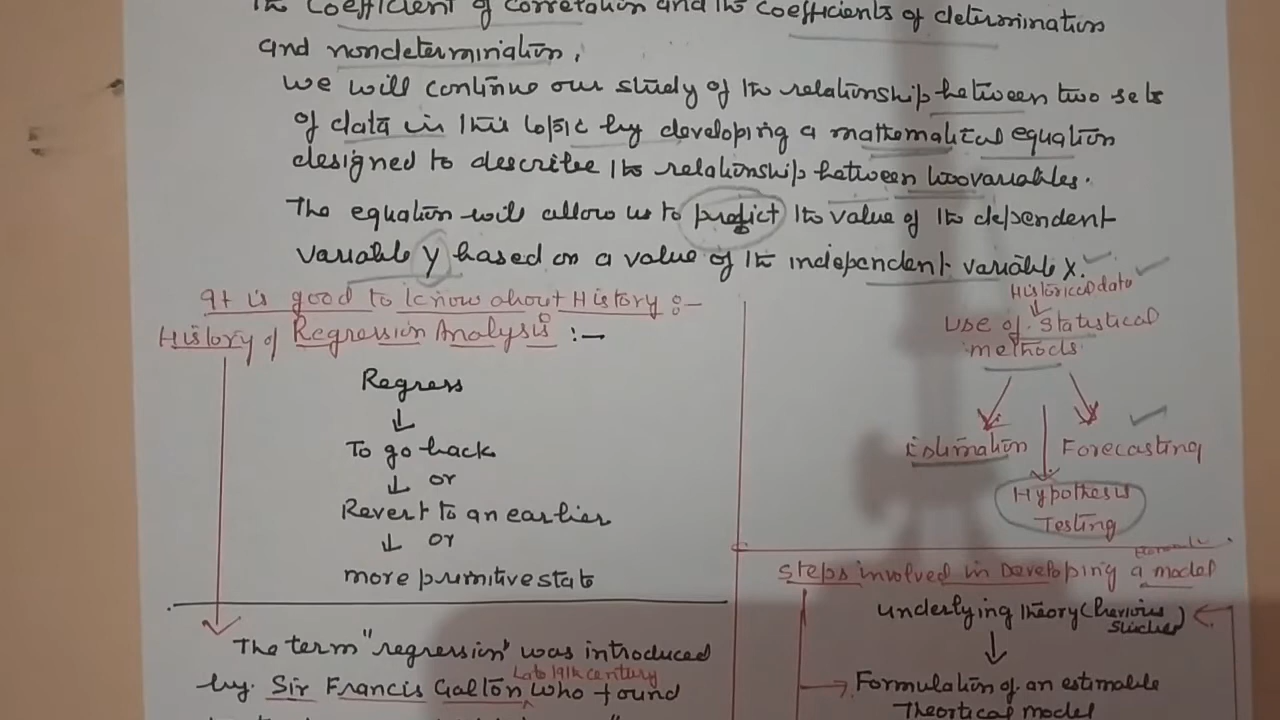 The coefficient of correlation and the coefficients of determination
and nondetermination.
We will continue our study of the relationship between two sets
of data in this topic by developing a mathematical equation
designed to describe the relationship between two variables.
The equation will allow us to predict the value of the dependent
variable Y based on a value of the independent variable X.
It is good to know about History :-
History of Regression Analysis :-
Regress
↓
To go back
↓ or
Revert to an earlier
↓ or
more primitive state
The term "regression" was introduced
Late 19th century
by Sir Francis Galton who found
Historical data
Use of Statistical
methods
Estimation
Forecasting
Hypothesis
Testing
Steps involved in Developing a model
Underlying theory (Previous
Studies)
↓
Formulation of an estimable
Theortical model